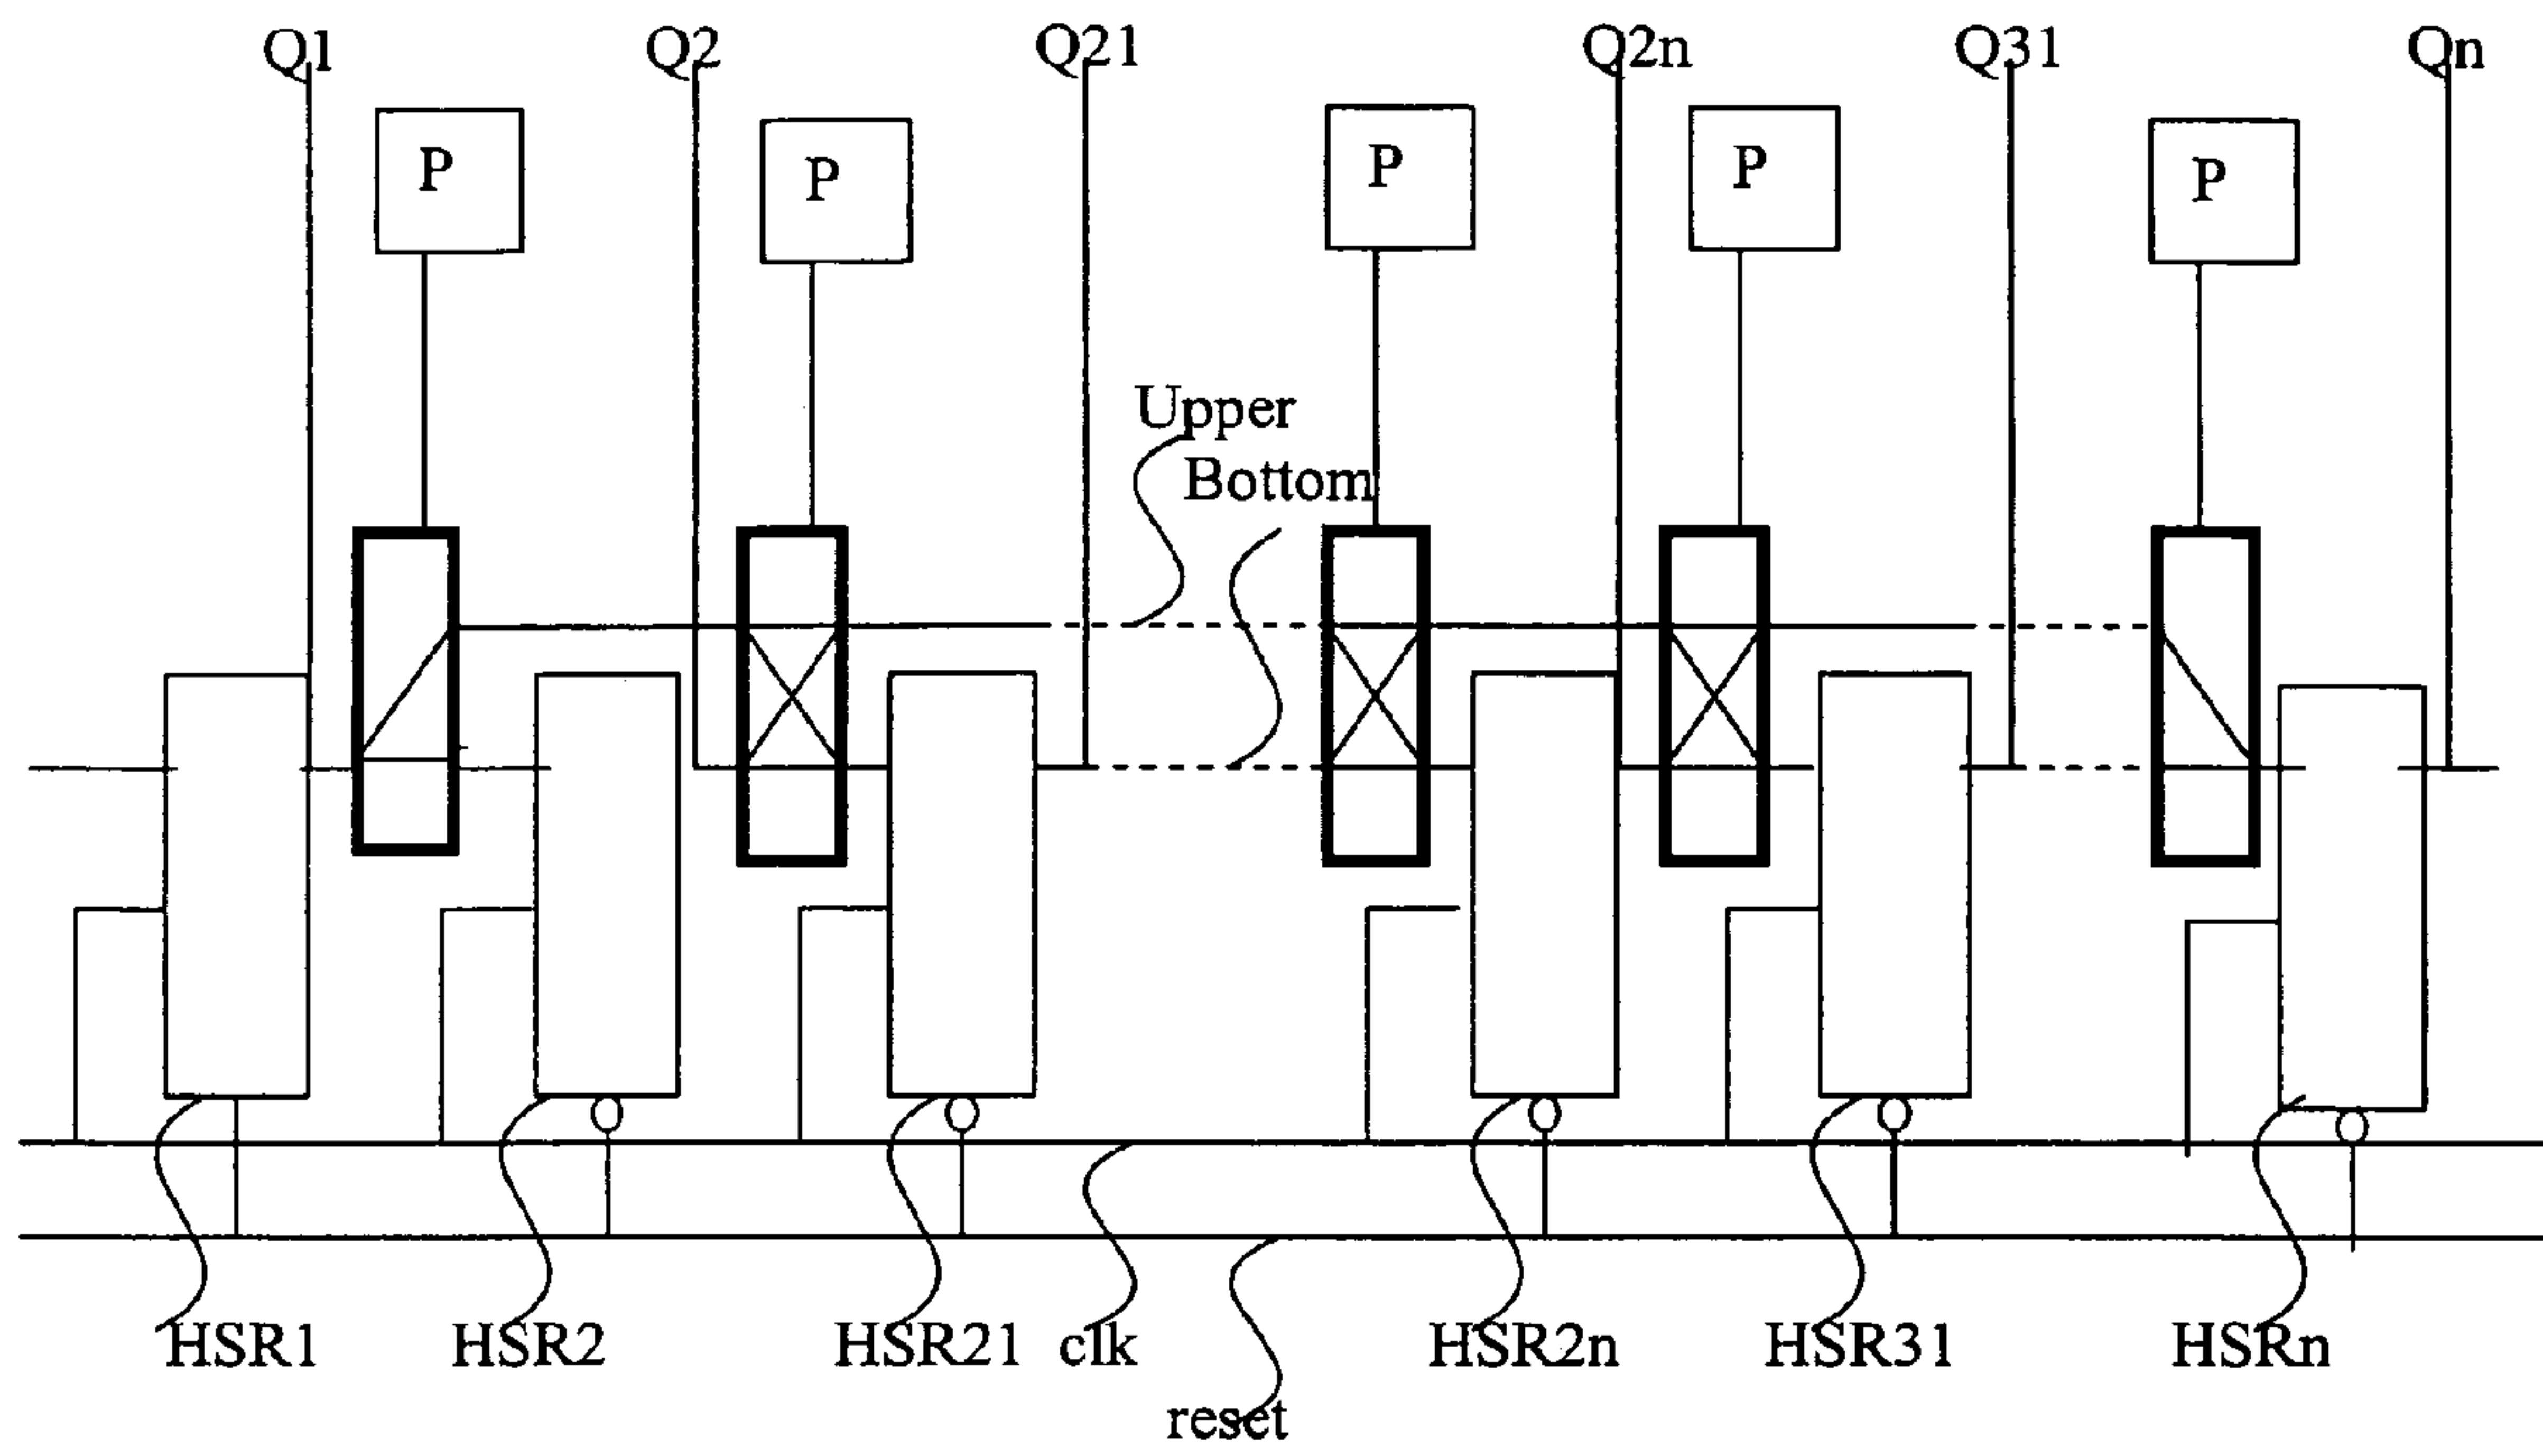 Q1 Q2 Q21 Q2n Q31 Qn
P P P P P P
Upper
Bottom
HSR1 HSR2 HSR21 clk HSR2n HSR31 HSRn
reset